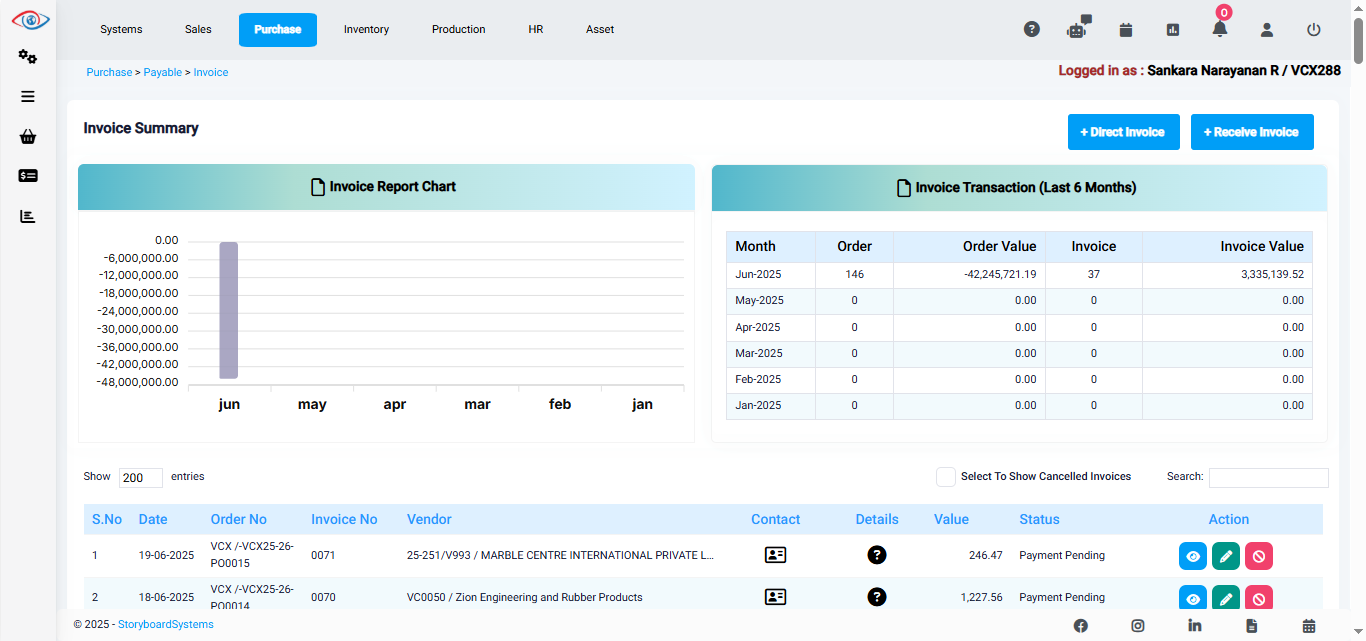 Systems Sales Purchase Inventory Production HR Asset 0
Purchase > Payable > Invoice Logged in as : Sankara Narayanan R / VCX288
Invoice Summary + Direct Invoice + Receive Invoice
Invoice Report Chart
0.00
-6,000,000.00
-12,000,000.00
-18,000,000.00
-24,000,000.00
-30,000,000.00
-36,000,000.00
-42,000,000.00
-48,000,000.00
jun may apr mar feb jan
Invoice Transaction (Last 6 Months)
Month Order Order Value Invoice Invoice Value
Jun-2025 146 -42,245,721.19 37 3,335,139.52
May-2025 0 0.00 0 0.00
Apr-2025 0 0.00 0 0.00
Mar-2025 0 0.00 0 0.00
Feb-2025 0 0.00 0 0.00
Jan-2025 0 0.00 0 0.00
Show 200 entries Select To Show Cancelled Invoices Search:
S.No Date Order No Invoice No Vendor Contact Details Value Status Action
1 19-06-2025 VCX /-VCX25-26-PO0015 0071 25-251/V993 / MARBLE CENTRE INTERNATIONAL PRIVATE L... 246.47 Payment Pending
2 18-06-2025 VCX /-VCX25-26-PO0014 0070 VC0050 / Zion Engineering and Rubber Products 1,227.56 Payment Pending
© 2025 - StoryboardSystems